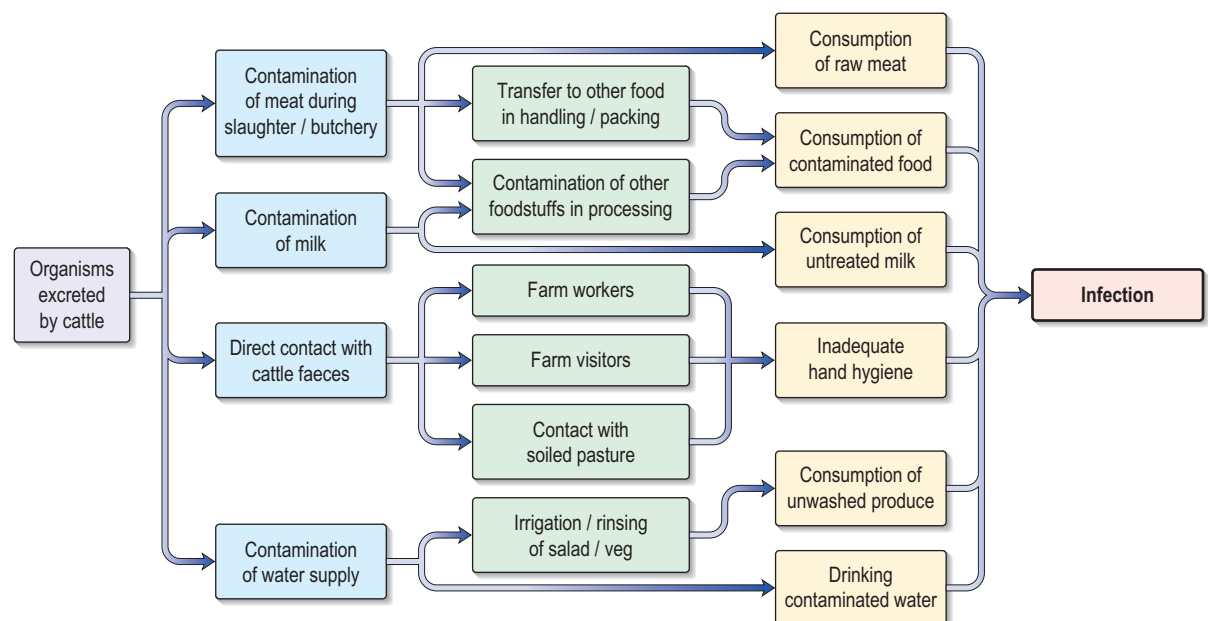 Organisms
excreted
by cattle
Contamination
of meat during
slaughter / butchery
Contamination
of milk
Direct contact with
cattle faeces
Contamination
of water supply
Transfer to other food
in handling / packing
Contamination of other
foodstuffs in processing
Farm workers
Farm visitors
Contact with
soiled pasture
Irrigation / rinsing
of salad / veg
Consumption
of raw meat
Consumption of
contaminated food
Consumption of
untreated milk
Inadequate
hand hygiene
Consumption of
unwashed produce
Drinking
contaminated water
Infection